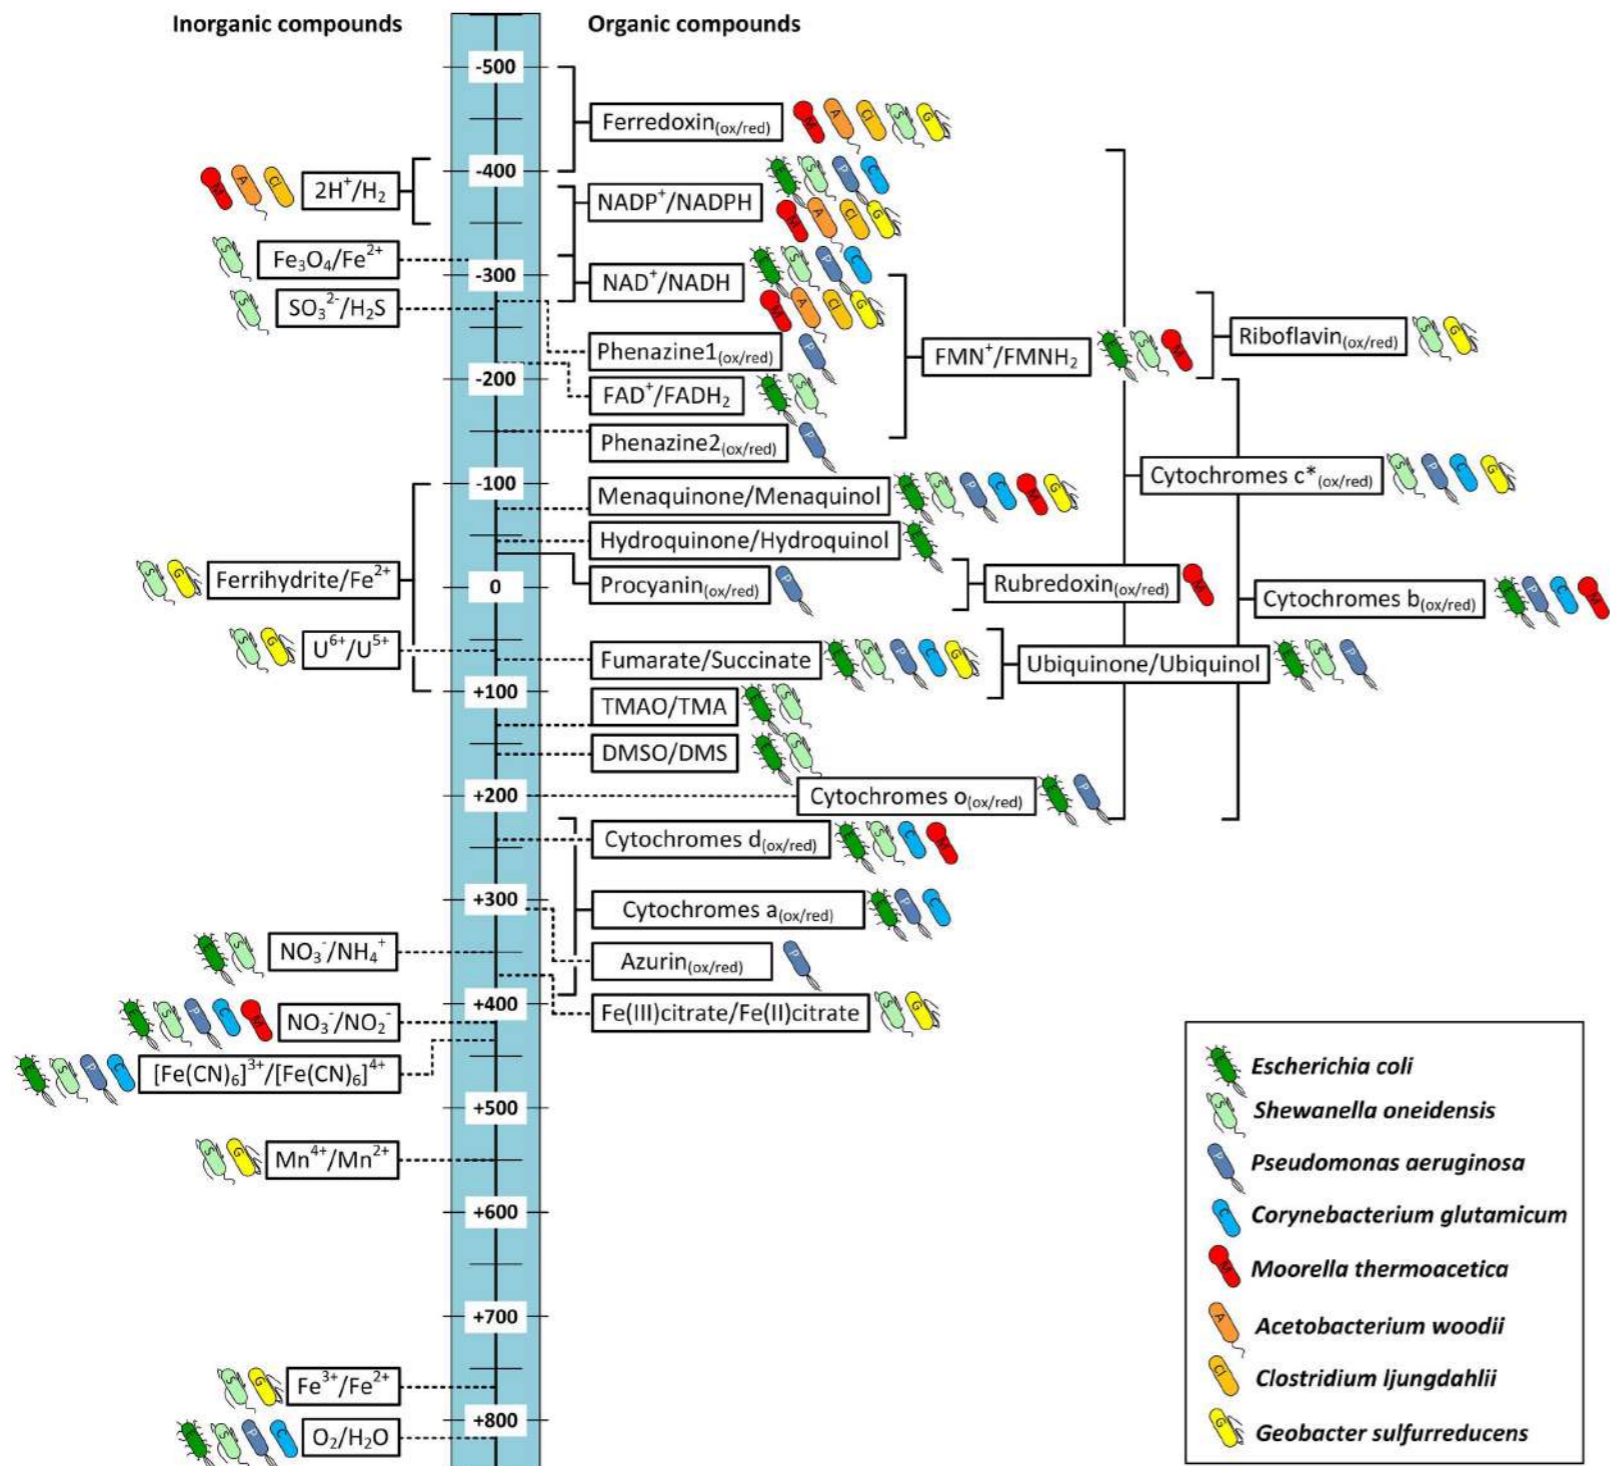 Inorganic compounds
Organic compounds
-500
-400
-300
-200
-100
0
+100
+200
+300
+400
+500
+600
+700
+800
2H⁺/H₂
Fe₃O₄/Fe²⁺
SO₃²⁻/H₂S
Ferrihydrite/Fe²⁺
U⁶⁺/U⁵⁺
NO₃⁻/NH₄⁺
NO₃⁻/NO₂⁻
[Fe(CN)₆]³⁺/[Fe(CN)₆]⁴⁺
Mn⁴⁺/Mn²⁺
Fe³⁺/Fe²⁺
O₂/H₂O
Ferredoxin(ox/red)
NADP⁺/NADPH
NAD⁺/NADH
Phenazine1(ox/red)
FAD⁺/FADH₂
Phenazine2(ox/red)
Menaquinone/Menaquinol
Hydroquinone/Hydroquinol
Procyanin(ox/red)
Fumarate/Succinate
TMAO/TMA
DMSO/DMS
Cytochromes o(ox/red)
Cytochromes d(ox/red)
Cytochromes a(ox/red)
Azurin(ox/red)
Fe(III)citrate/Fe(II)citrate
FMN⁺/FMNH₂
Rubredoxin(ox/red)
Ubiquinone/Ubiquinol
Riboflavin(ox/red)
Cytochromes c*(ox/red)
Cytochromes b(ox/red)
E Escherichia coli
S Shewanella oneidensis
P Pseudomonas aeruginosa
C Corynebacterium glutamicum
M Moorella thermoacetica
A Acetobacterium woodii
Cl Clostridium ljungdahlii
G Geobacter sulfurreducens